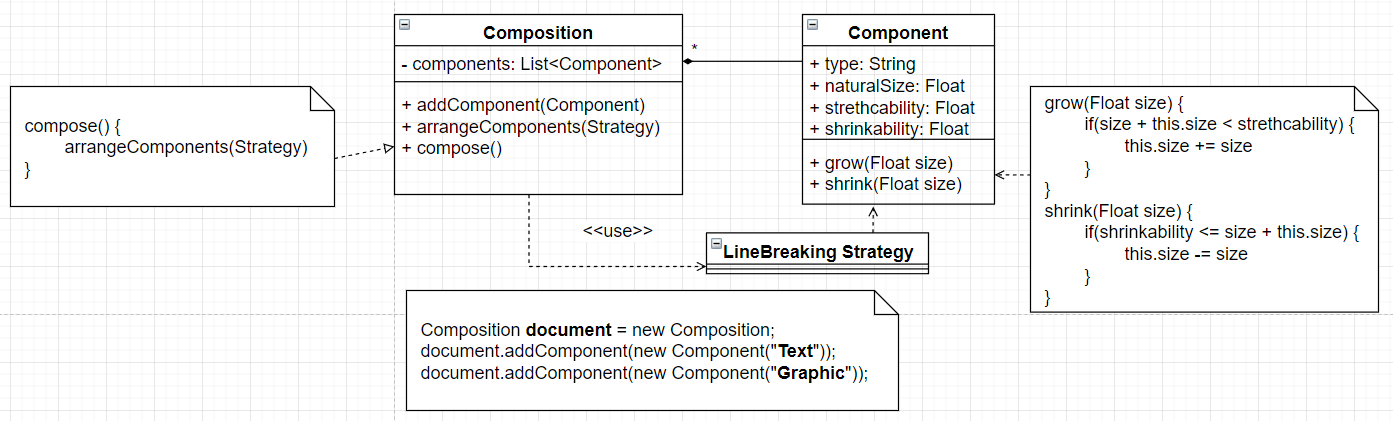 Composition
- components: List<Component>
+ addComponent(Component)
+ arrangeComponents(Strategy)
+ compose()
*
Component
+ type: String
+ naturalSize: Float
+ strethcability: Float
+ shrinkability: Float
+ grow(Float size)
+ shrink(Float size)
compose() {
arrangeComponents(Strategy)
}
grow(Float size) {
if(size + this.size < strethcability) {
this.size += size
}
}
shrink(Float size) {
if(shrinkability <= size + this.size) {
this.size -= size
}
}
<<use>>
LineBreaking Strategy
Composition document = new Composition;
document.addComponent(new Component("Text"));
document.addComponent(new Component("Graphic"));